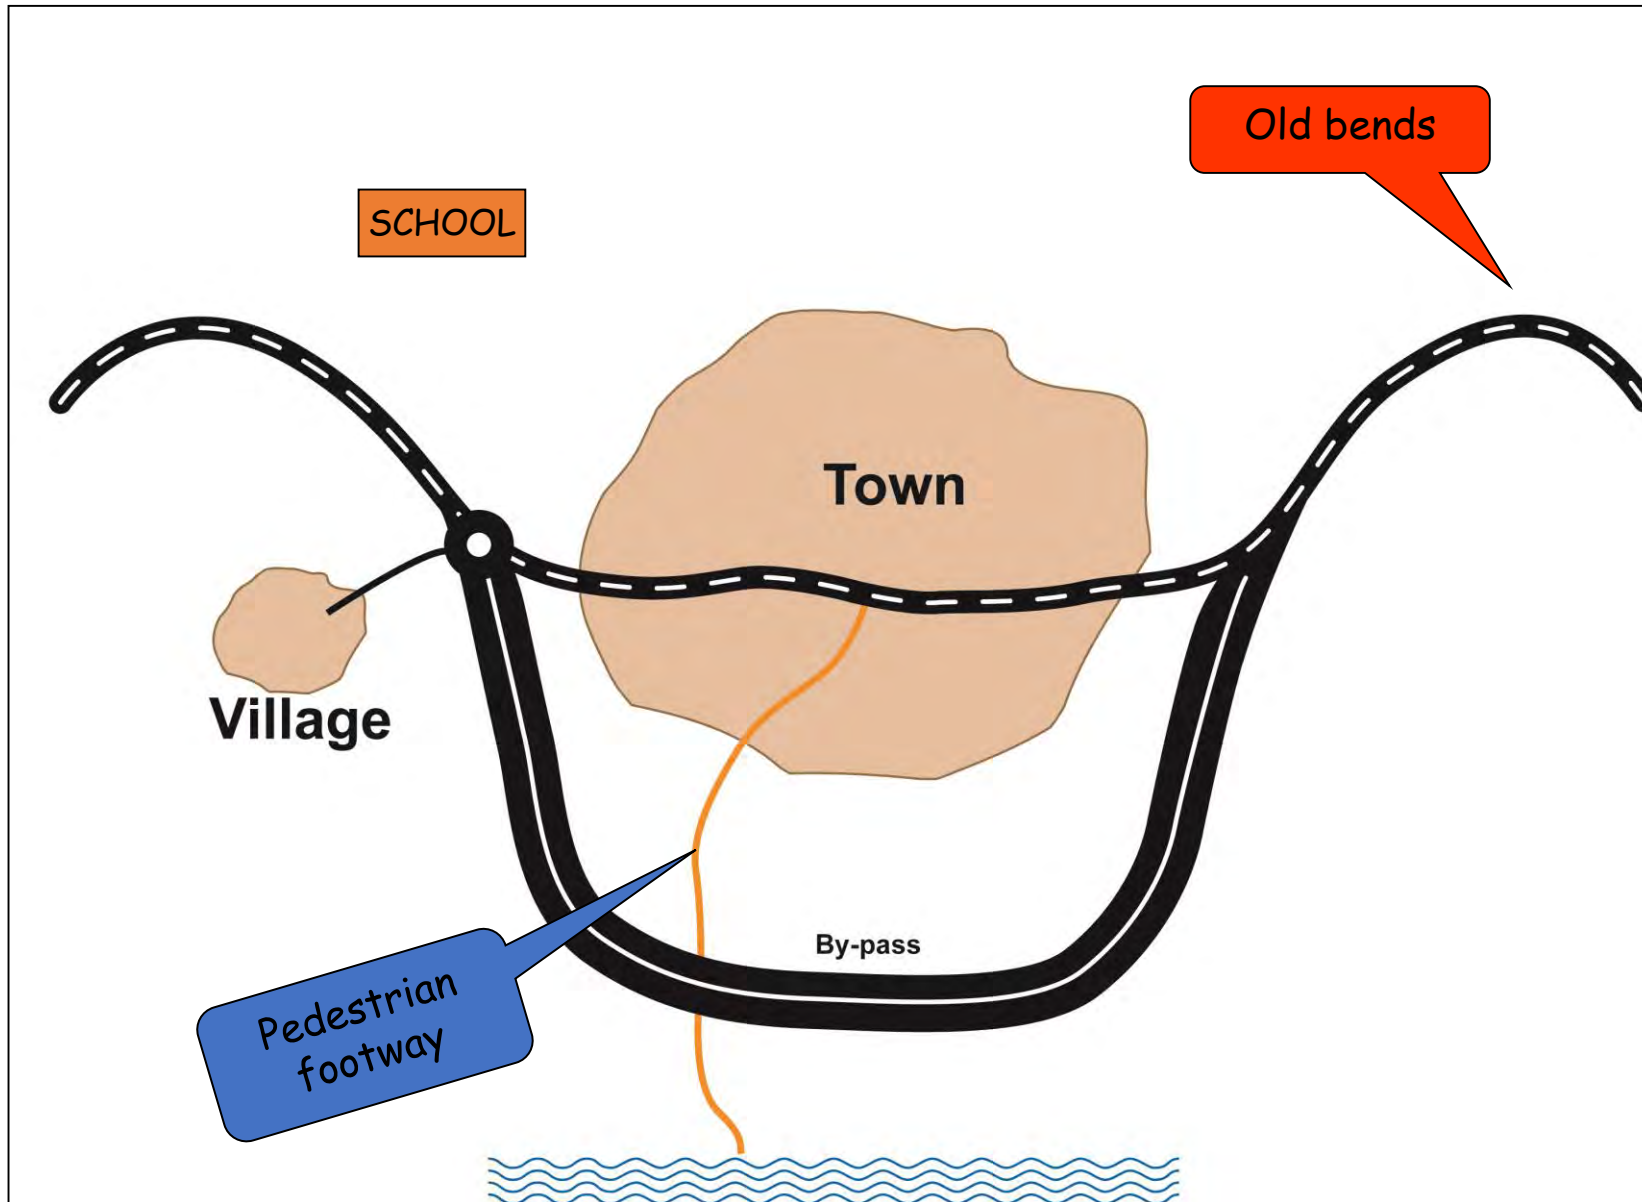 Old bends
SCHOOL
Town
Village
By-pass
Pedestrian
footway